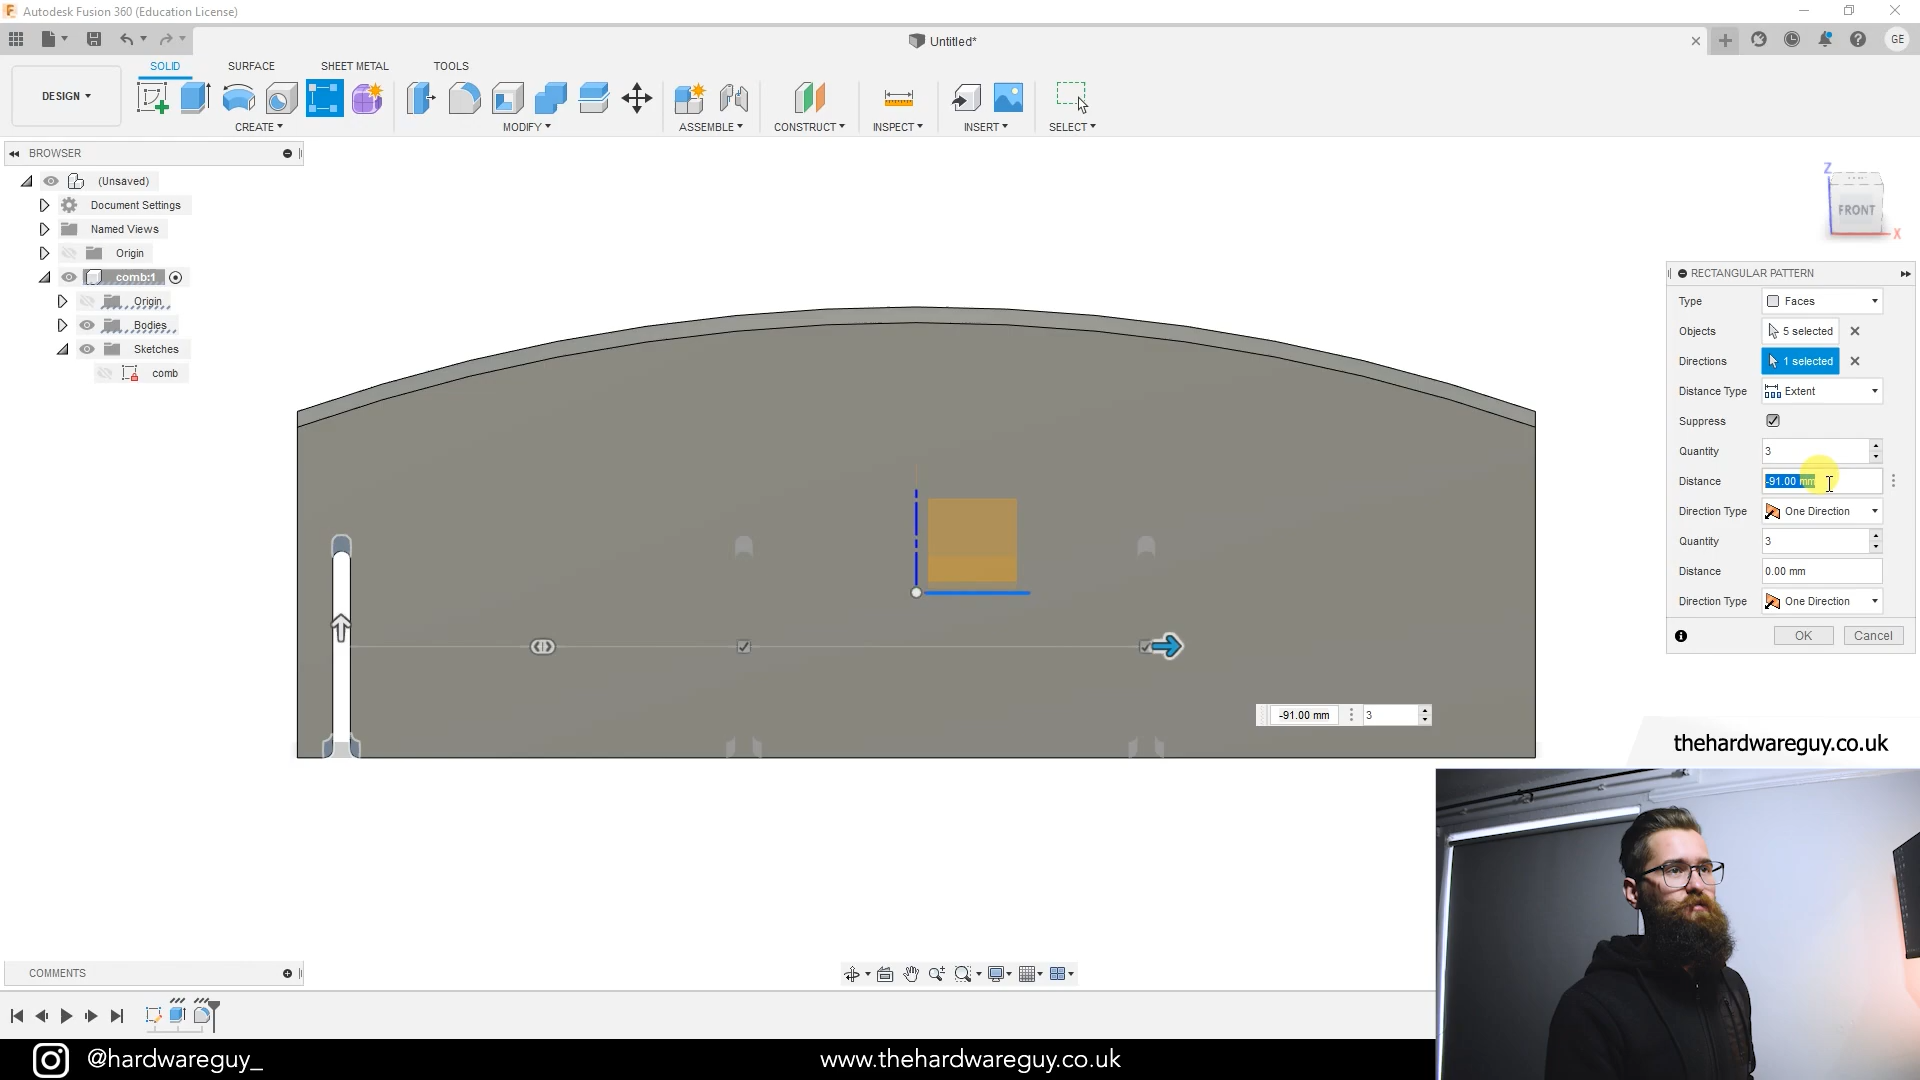 Autodesk Fusion 360 (Education License)
Untitled*
GE
DESIGN
SOLID
SURFACE
SHEET METAL
TOOLS
CREATE
MODIFY
ASSEMBLE
CONSTRUCT
INSPECT
INSERT
SELECT
BROWSER
(Unsaved)
Document Settings
Named Views
Origin
comb:1
Origin
Bodies
Sketches
comb
Z
FRONT
X
RECTANGULAR PATTERN
Type Faces
Objects 5 selected
Directions 1 selected
Distance Type Extent
Suppress
Quantity 3
Distance -91.00 mm
Direction Type One Direction
Quantity 3
Distance 0.00 mm
Direction Type One Direction
OK Cancel
-91.00 mm 3
thehardwareguy.co.uk
COMMENTS
@hardwareguy_
www.thehardwareguy.co.uk